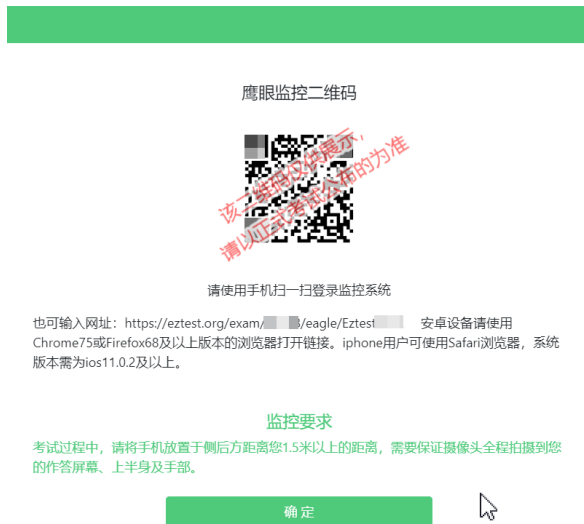 鹰眼监控二维码
该二维码仅供展示，
请以正式考试公布的为准
请使用手机扫一扫登录监控系统
也可输入网址：https://eztest.org/exam/ /eagle/Eztest 安卓设备请使用
Chrome75或Firefox68及以上版本的浏览器打开链接。iphone用户可使用Safari浏览器，系统
版本需为ios11.0.2及以上。
监控要求
考试过程中，请将手机放置于侧后方距离您1.5米以上的距离，需要保证摄像头全程拍摄到您
的作答屏幕、上半身及手部。
确定